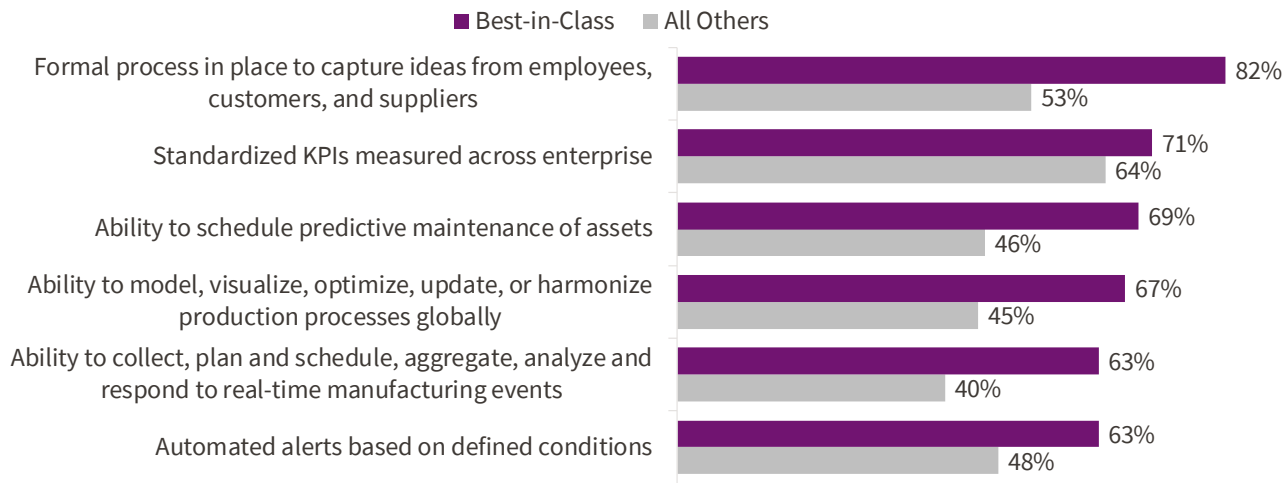 Best-in-Class All Others
Formal process in place to capture ideas from employees,
customers, and suppliers
82%
53%
Standardized KPIs measured across enterprise
71%
64%
Ability to schedule predictive maintenance of assets
69%
46%
Ability to model, visualize, optimize, update, or harmonize
production processes globally
67%
45%
Ability to collect, plan and schedule, aggregate, analyze and
respond to real-time manufacturing events
63%
40%
Automated alerts based on defined conditions
63%
48%